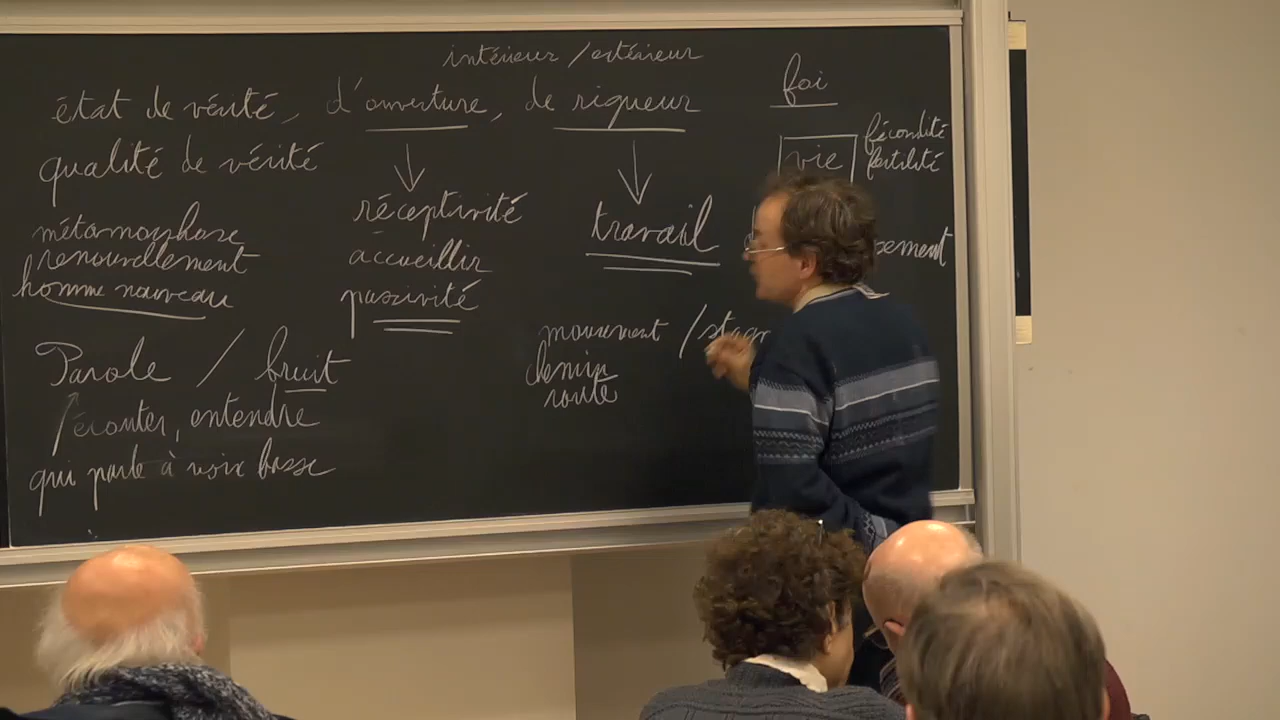 intérieur / extérieur
état de vérité, d'ouverture, de rigueur
qualité de vérité
métamorphose
renouvellement
homme nouveau
Parole / bruit
écouter, entendre
qui parle à voix basse
réceptivité
accueillir
passivité
travail
mouvement /
chemin
route
foi
vie
fécondité
fertilité